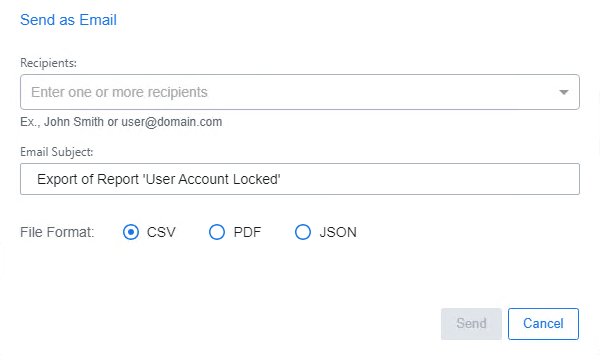 Send as Email
Recipients:
Enter one or more recipients
Ex., John Smith or user@domain.com
Email Subject:
Export of Report 'User Account Locked'
File Format: CSV PDF JSON
Send Cancel